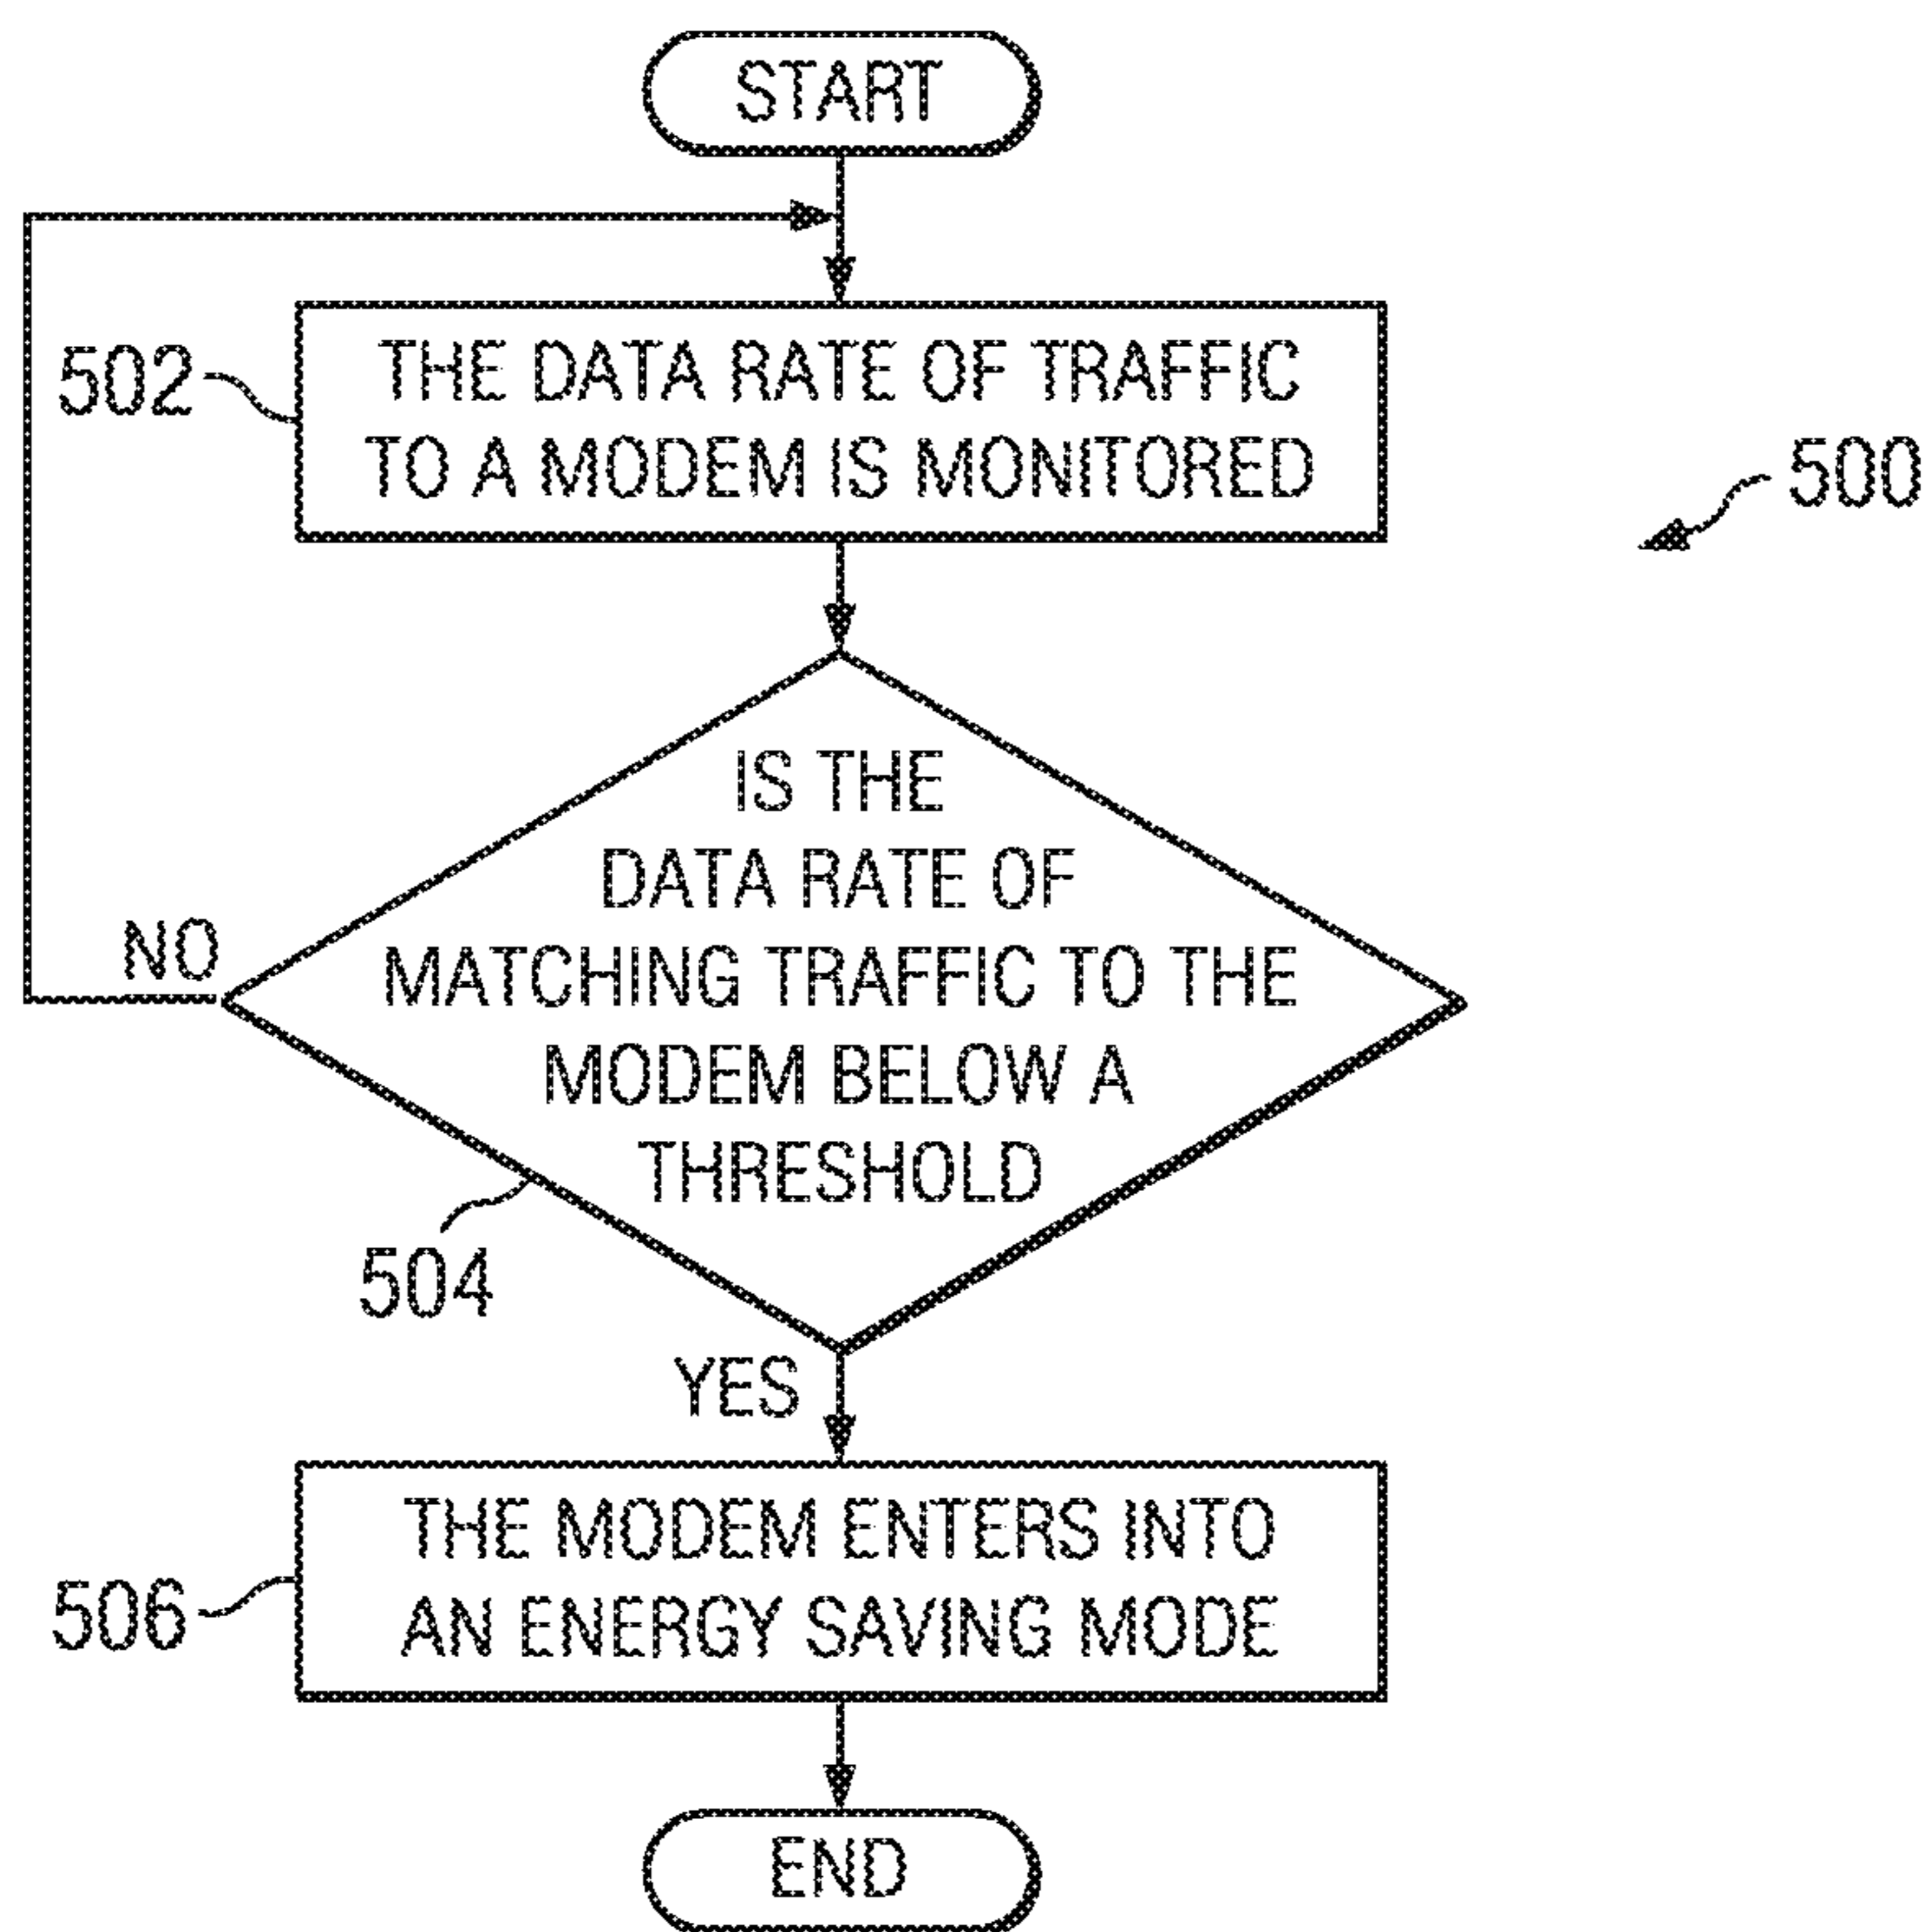 START
502
THE DATA RATE OF TRAFFIC
TO A MODEM IS MONITORED
500
IS THE
DATA RATE OF
MATCHING TRAFFIC TO THE
MODEM BELOW A
THRESHOLD
NO
504
YES
THE MODEM ENTERS INTO
AN ENERGY SAVING MODE
506
END